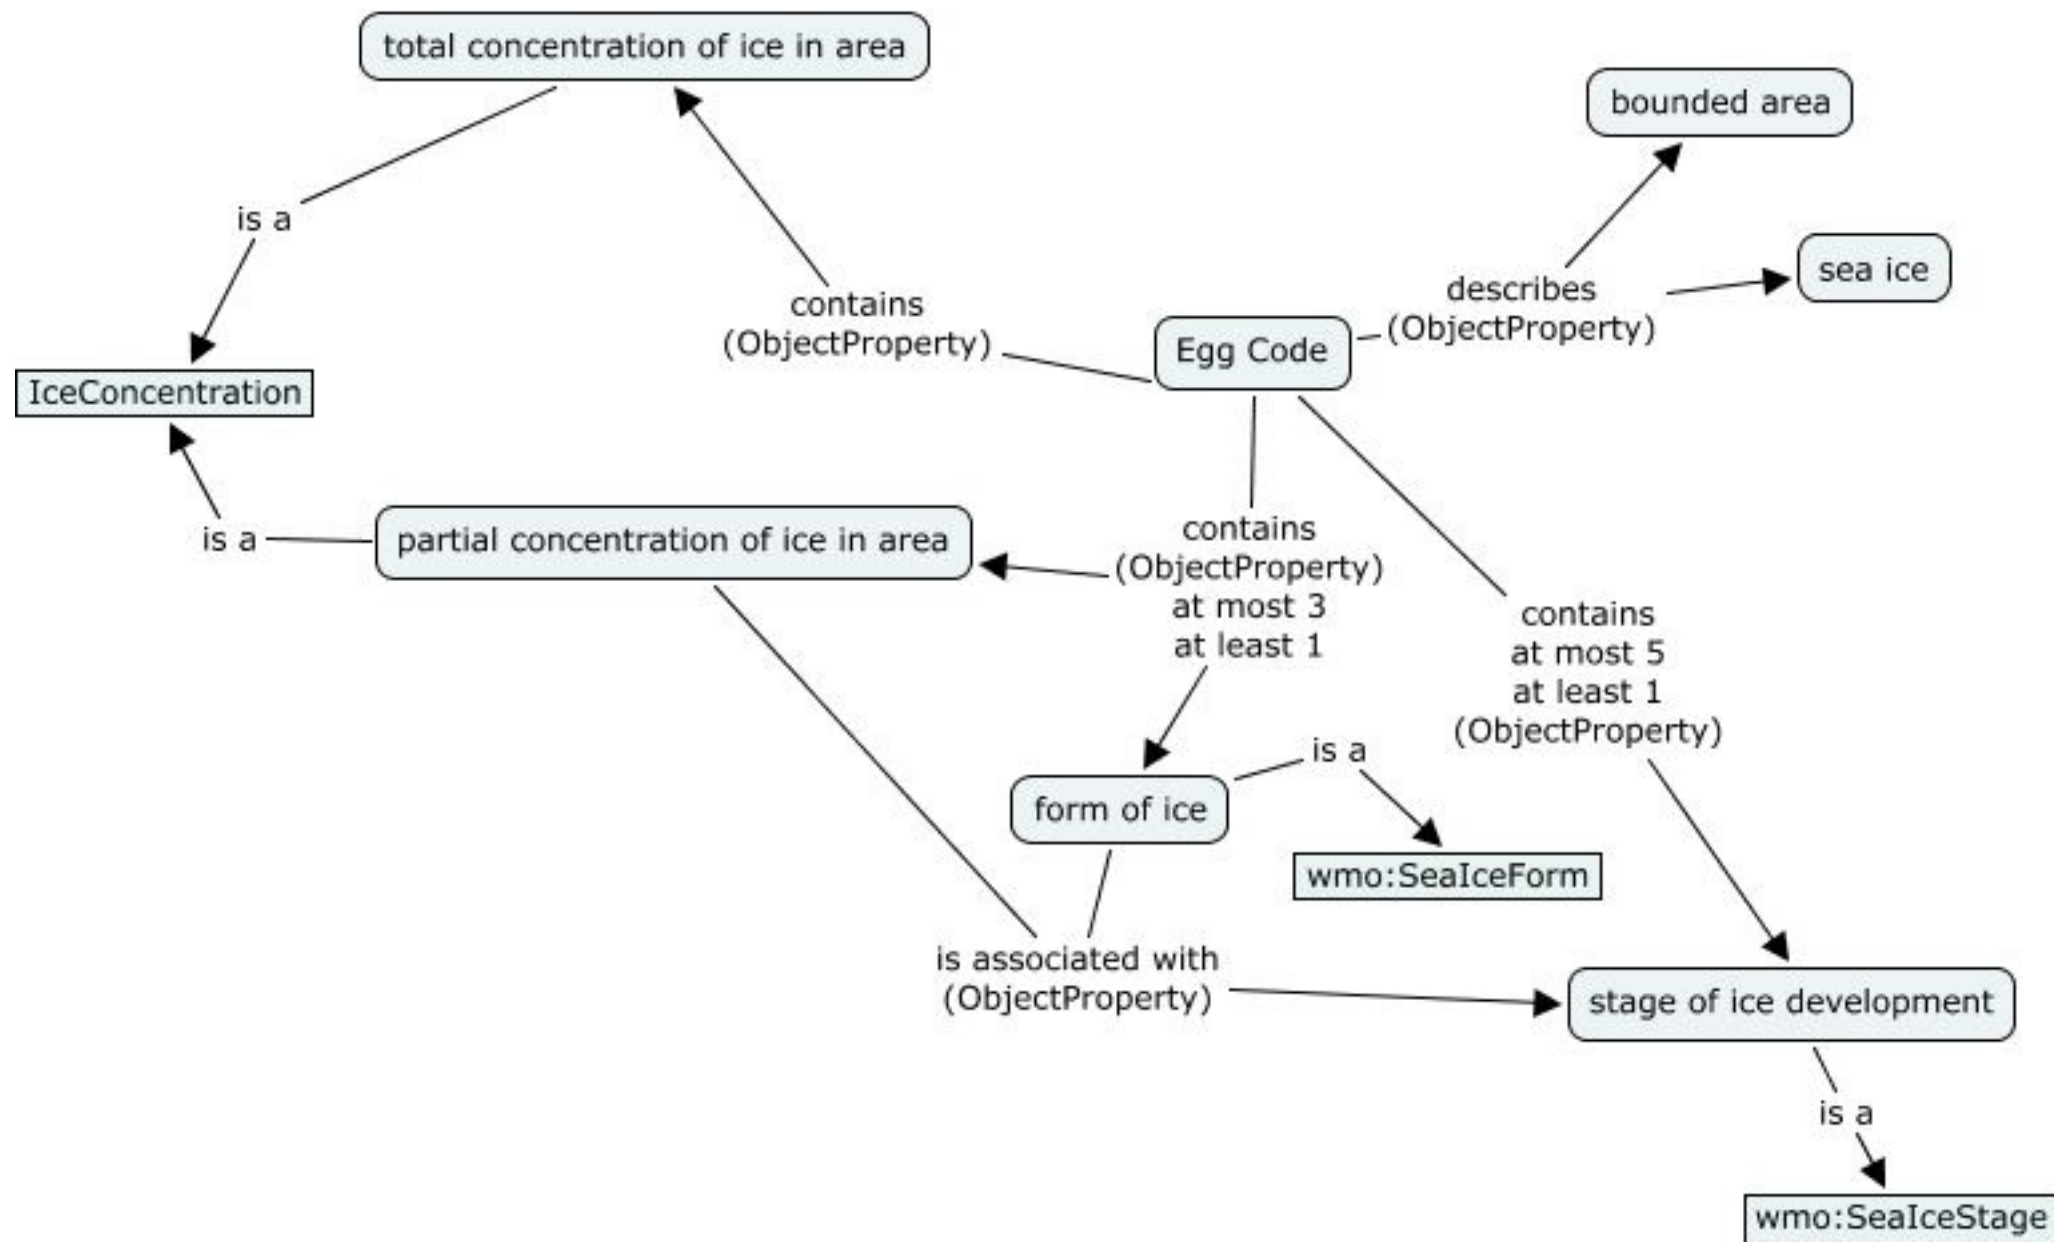 total concentration of ice in area
bounded area
is a
sea ice
contains
(ObjectProperty)
describes
(ObjectProperty)
Egg Code
IceConcentration
is a
partial concentration of ice in area
contains
(ObjectProperty)
at most 3
at least 1
contains
at most 5
at least 1
(ObjectProperty)
is a
form of ice
wmo:SeaIceForm
is associated with
(ObjectProperty)
stage of ice development
is a
wmo:SeaIceStage